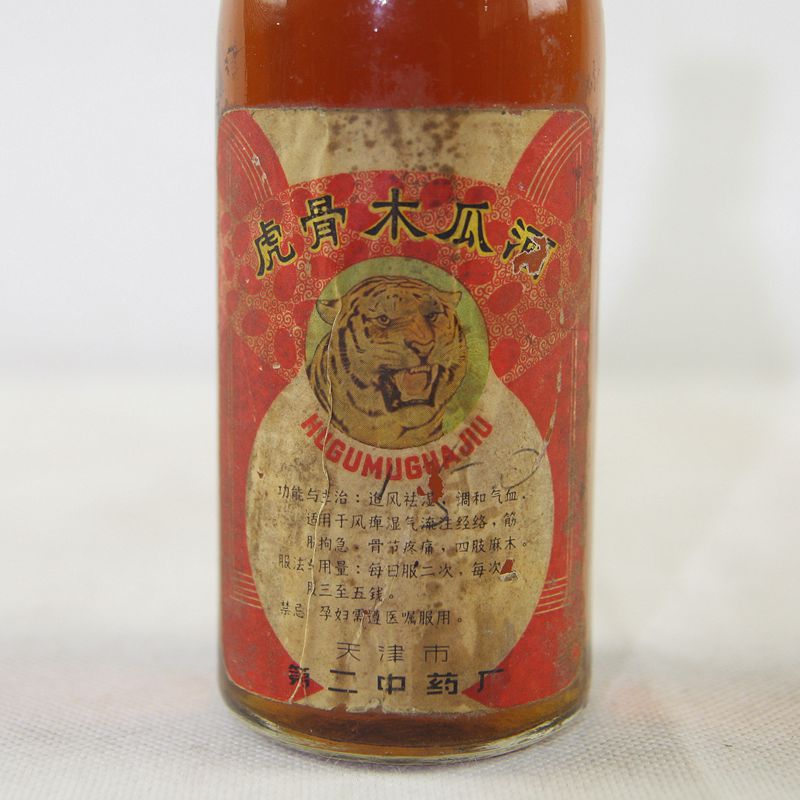 虎骨木瓜酒
HUGUMUGUAJIU
功能与主治：追风祛湿，调和气血，
适用于风痹湿气流注经络，筋
脉拘急。骨节疼痛，四肢麻木。
服法与用量：每日服二次，每次
服三至五钱。
禁忌 孕妇需遵医嘱服用。
天津市
第二中药厂